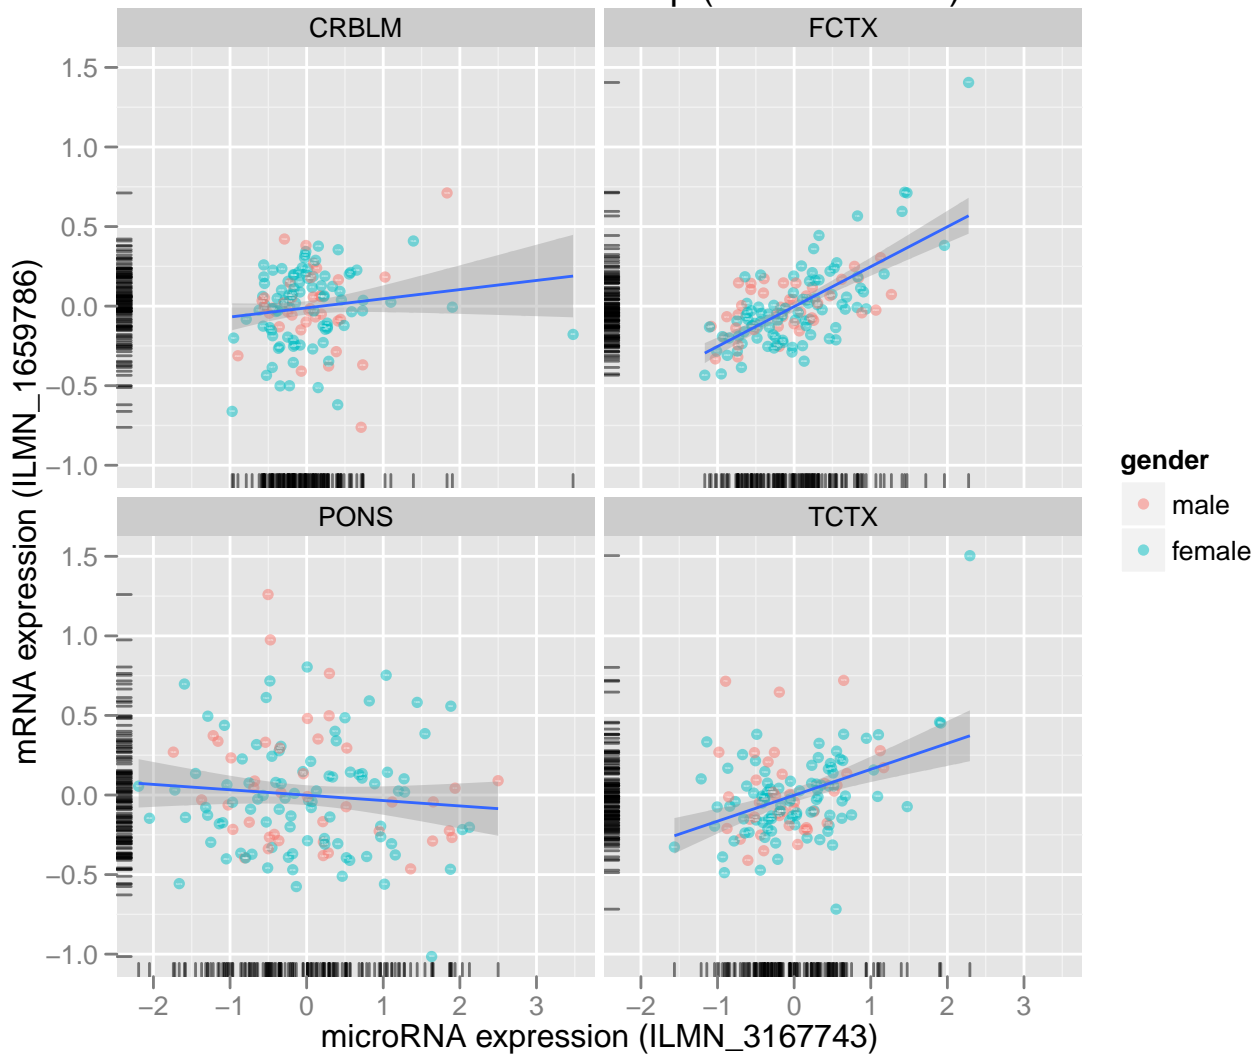 CRBLM FCTX
1.5
1.0
0.5
0.0
−0.5
−1.0
PONS TCTX
1.5
1.0
0.5
0.0
−0.5
−1.0
−2 −1 0 1 2 3 −2 −1 0 1 2 3
microRNA expression (ILMN_3167743)
mRNA expression (ILMN_1659786)
gender
male
female